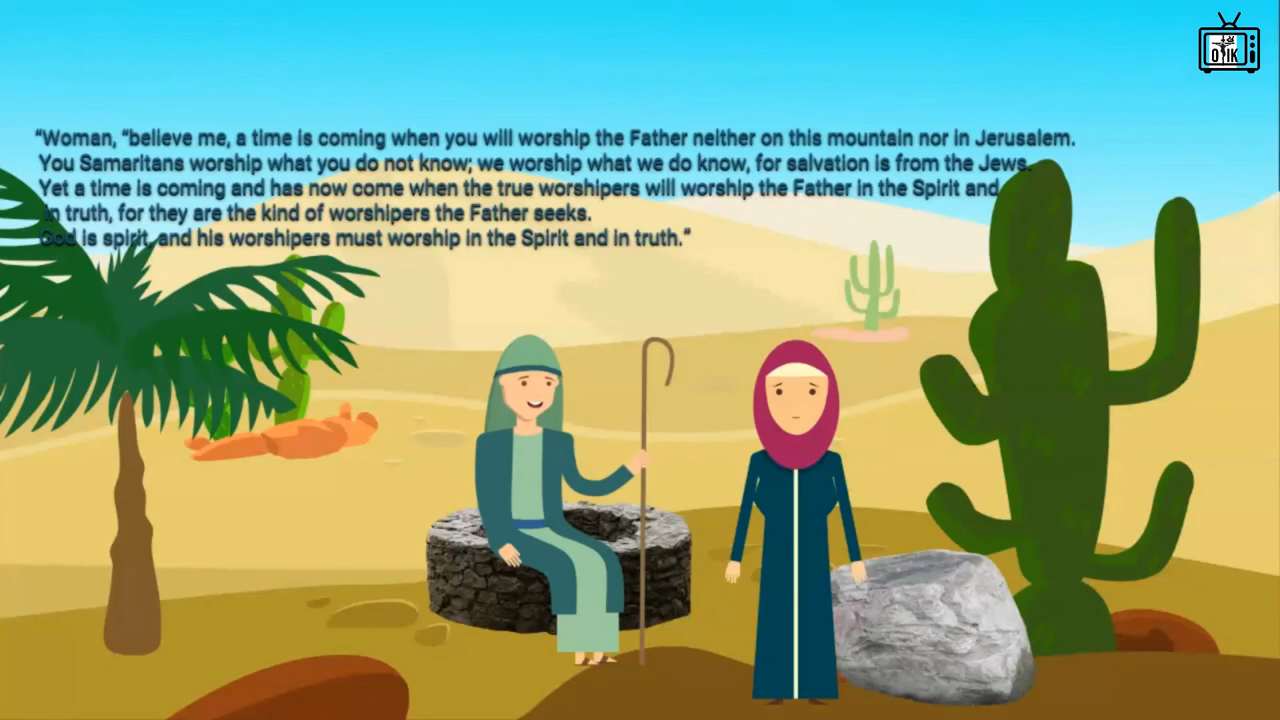 “Woman, “believe me, a time is coming when you will worship the Father neither on this mountain nor in Jerusalem.
You Samaritans worship what you do not know; we worship what we do know, for salvation is from the Jews.
Yet a time is coming and has now come when the true worshipers will worship the Father in the Spirit and
in truth, for they are the kind of worshipers the Father seeks.
God is spirit, and his worshipers must worship in the Spirit and in truth.”